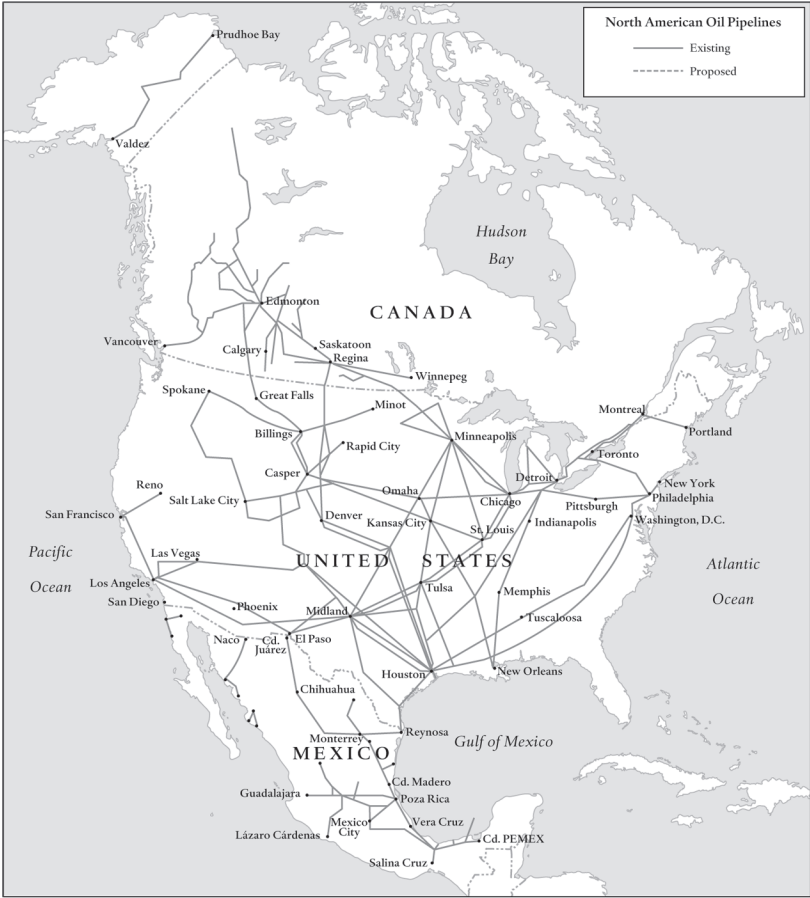 North American Oil Pipelines
Existing
Proposed
Prudhoe Bay
Valdez
Hudson
Bay
Edmonton
CANADA
Vancouver
Calgary
Saskatoon
Regina
Winnepeg
Spokane
Great Falls
Minot
Montreal
Billings
Minneapolis
Portland
Rapid City
Toronto
Casper
Detroit
Reno
Salt Lake City
Omaha
Chicago
New York
Philadelphia
Pittsburgh
San Francisco
Denver
Kansas City
St. Louis
Indianapolis
Washington, D.C.
Pacific
Ocean
Las Vegas
UNITED STATES
Atlantic
Ocean
Los Angeles
Tulsa
Memphis
San Diego
Phoenix
Midland
Tuscaloosa
Naco
Cd.
Juárez
El Paso
Houston
New Orleans
Chihuahua
Reynosa
Monterrey
Gulf of Mexico
MEXICO
Cd. Madero
Guadalajara
Poza Rica
Mexico
City
Vera Cruz
Lázaro Cárdenas
Cd. PEMEX
Salina Cruz